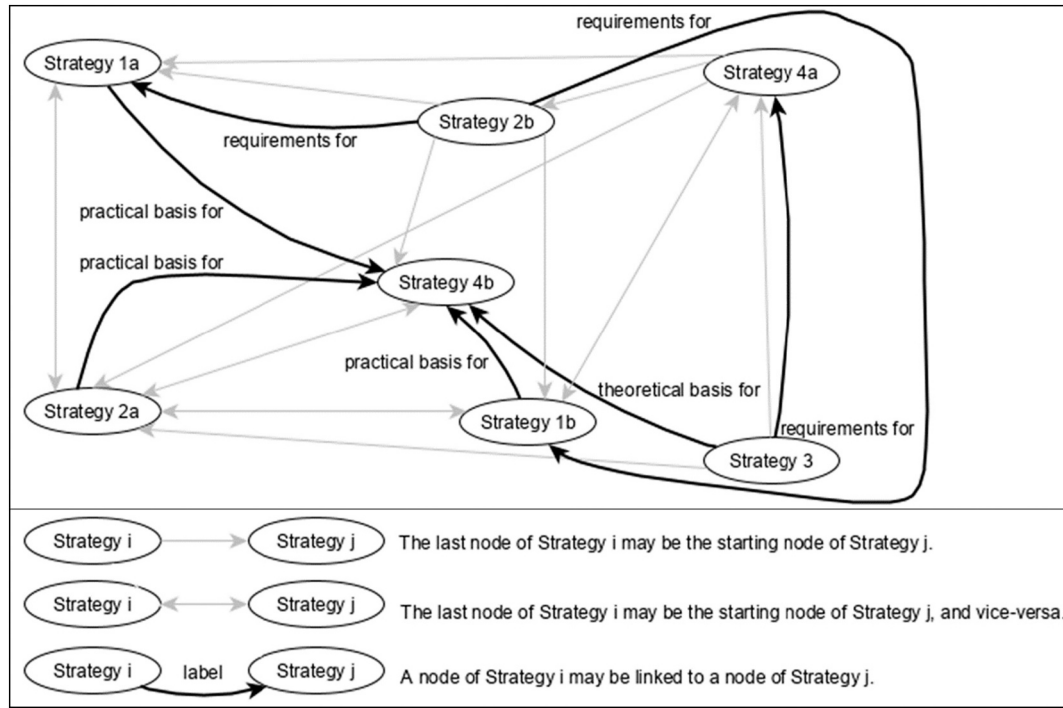 requirements for
Strategy 1a
Strategy 4a
Strategy 2b
requirements for
practical basis for
practical basis for
Strategy 4b
practical basis for
theoretical basis for
Strategy 2a
Strategy 1b
requirements for
Strategy 3
Strategy i
Strategy j
The last node of Strategy i may be the starting node of Strategy j.
Strategy i
Strategy j
The last node of Strategy i may be the starting node of Strategy j, and vice-versa.
Strategy i
label
Strategy j
A node of Strategy i may be linked to a node of Strategy j.